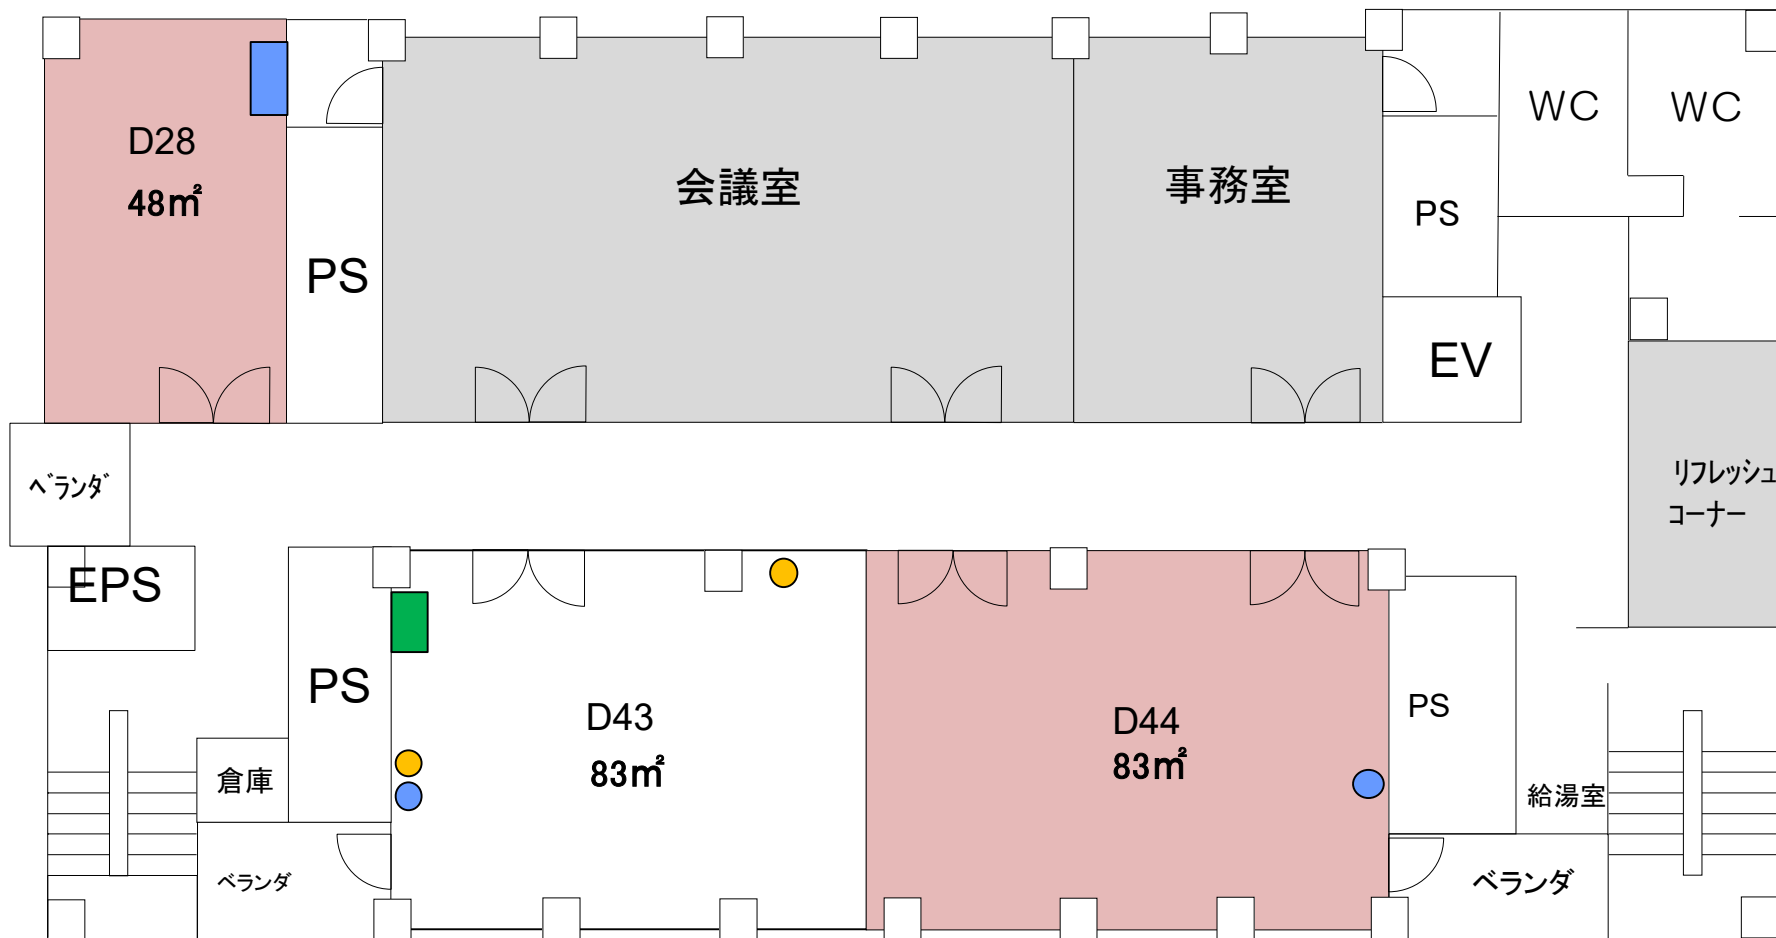 D28
48㎡
PS
会議室
事務室
WC
WC
PS
EV
ベランダ
リフレッシュ
コーナー
EPS
PS
倉庫
ベランダ
D43
83㎡
D44
83㎡
PS
給湯室
ベランダ